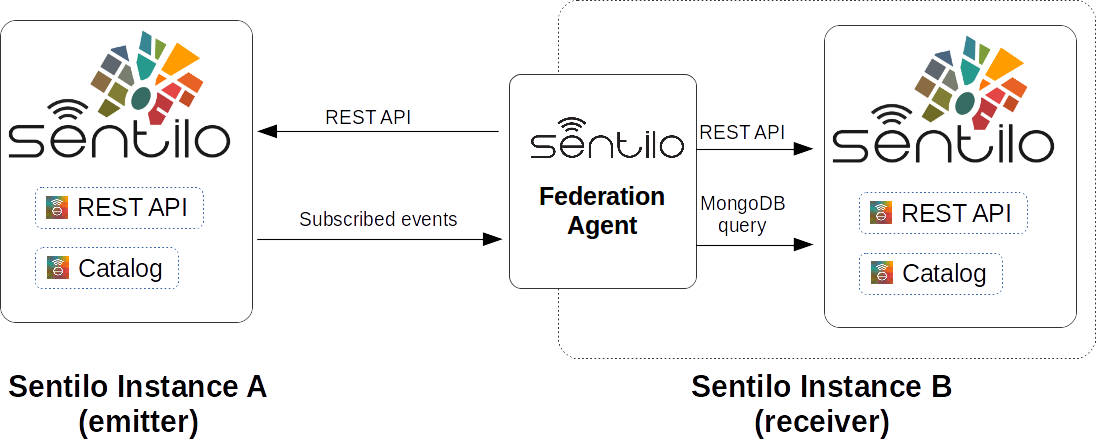 sentilo
REST API
Catalog
REST API
Subscribed events
sentilo
Federation
Agent
REST API
MongoDB
query
sentilo
REST API
Catalog
Sentilo Instance A
(emitter)
Sentilo Instance B
(receiver)